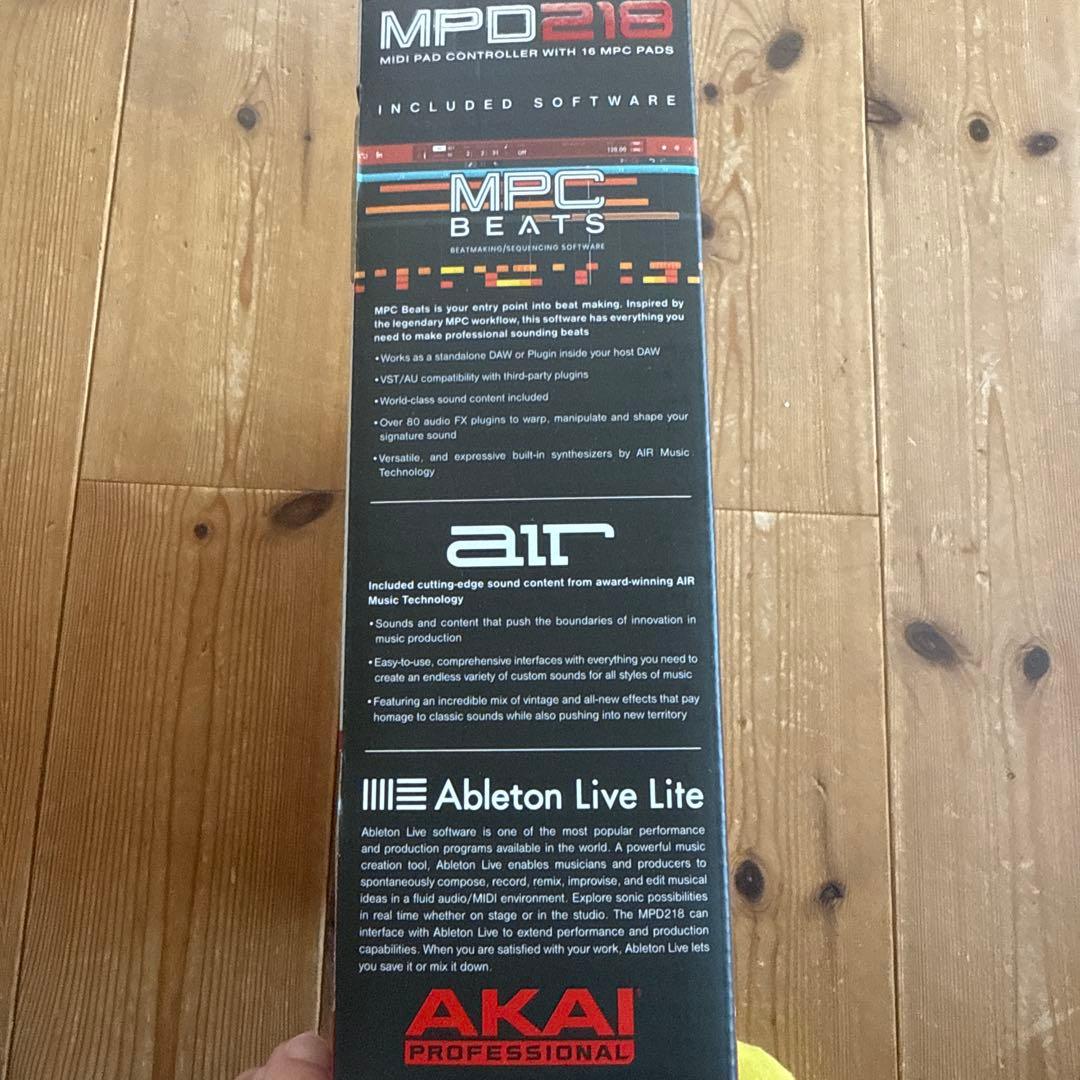 MPD218
MIDI PAD CONTROLLER WITH 16 MPC PADS
INCLUDED SOFTWARE
MPC
BEATS
BEATMAKING/SEQUENCING SOFTWARE
MPC Beats is your entry point into beat making. Inspired by
the legendary MPC workflow, this software has everything you
need to make professional sounding beats
•Works as a standalone DAW or Plugin inside your host DAW
•VST/AU compatibility with third-party plugins
•World-class sound content included
•Over 80 audio FX plugins to warp, manipulate and shape your
signature sound
•Versatile, and expressive built-in synthesizers by AIR Music
Technology
air
Included cutting-edge sound content from award-winning AIR
Music Technology
•Sounds and content that push the boundaries of innovation in
music production
•Easy-to-use, comprehensive interfaces with everything you need to
create an endless variety of custom sounds for all styles of music
•Featuring an incredible mix of vintage and all-new effects that pay
homage to classic sounds while also pushing into new territory
Ableton Live Lite
Ableton Live software is one of the most popular performance
and production programs available in the world. A powerful music
creation tool, Ableton Live enables musicians and producers to
spontaneously compose, record, remix, improvise, and edit musical
ideas in a fluid audio/MIDI environment. Explore sonic possibilities
in real time whether on stage or in the studio. The MPD218 can
interface with Ableton Live to extend performance and production
capabilities. When you are satisfied with your work, Ableton Live lets
you save it or mix it down.
AKAI
PROFESSIONAL